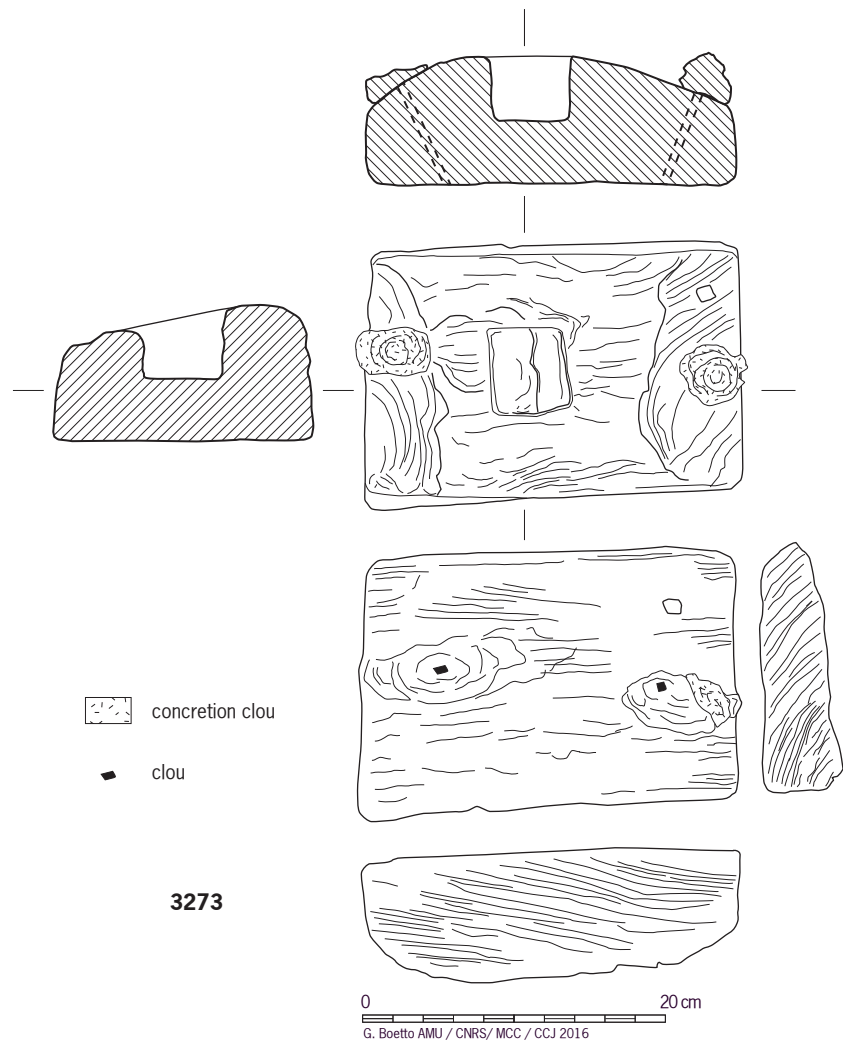 concretion clou
clou
3273
0 20 cm
G. Boetto AMU / CNRS/ MCC / CCJ 2016